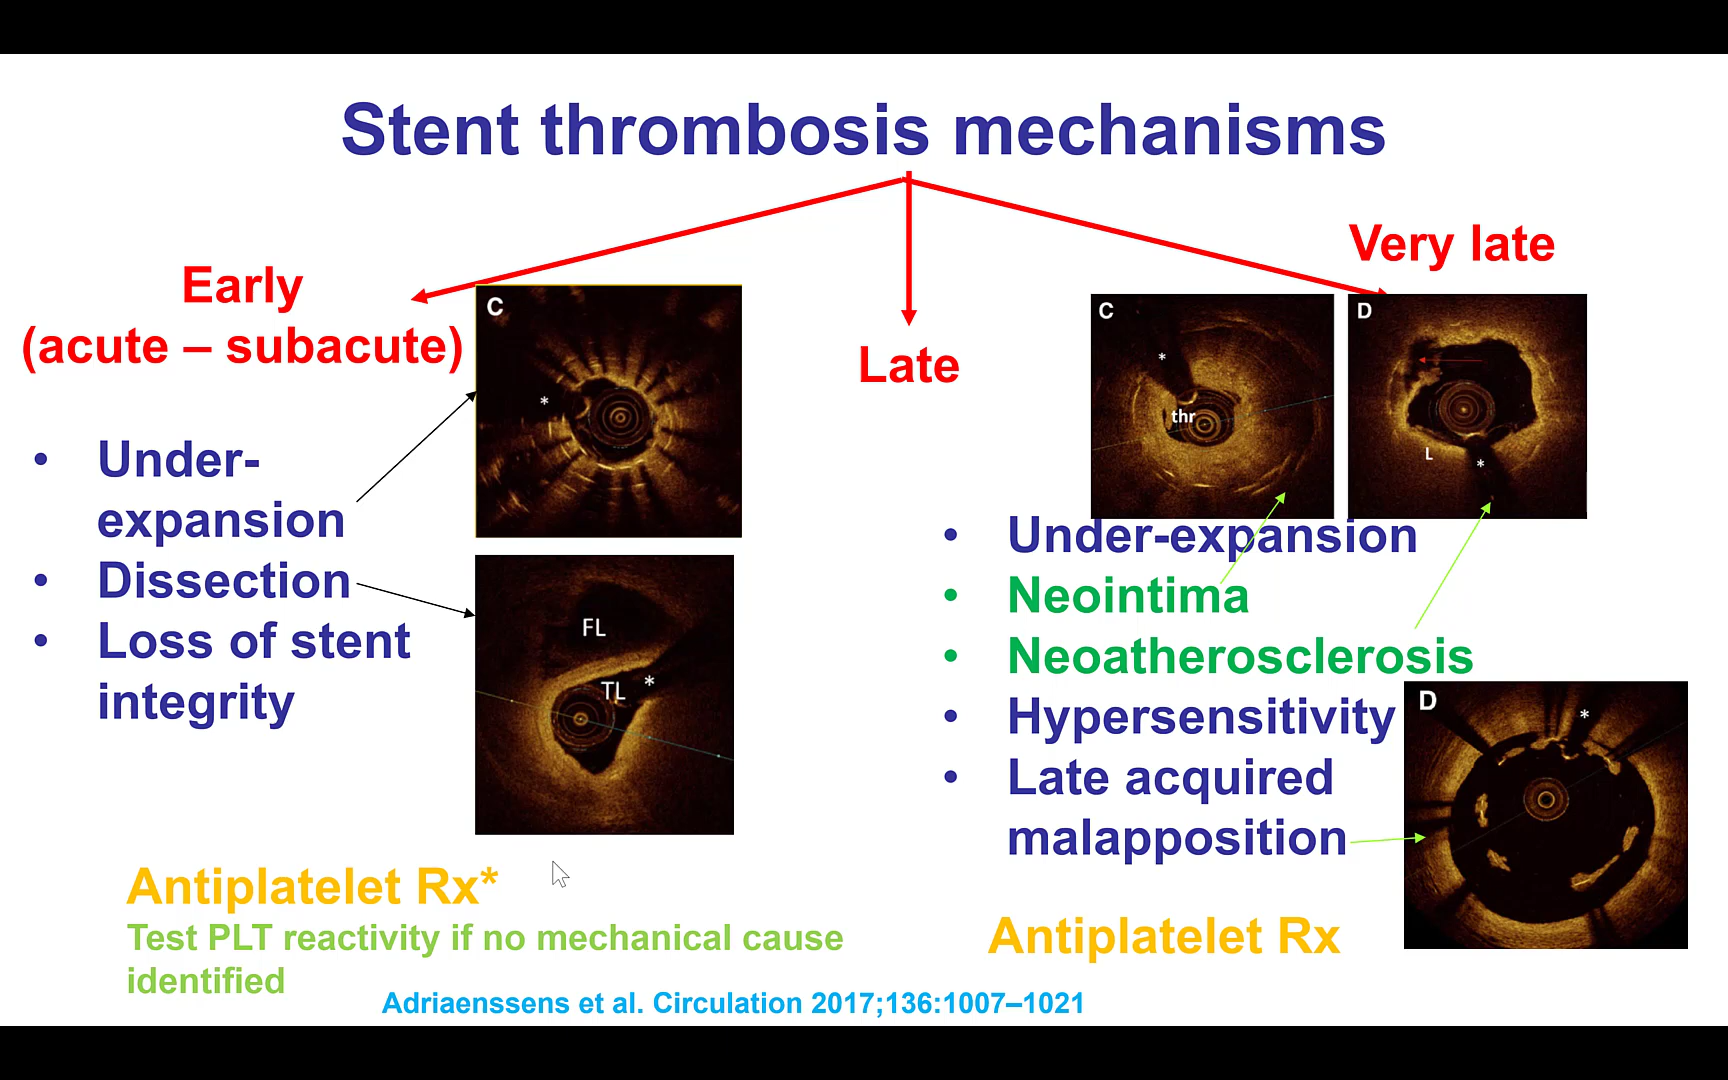 Stent thrombosis mechanisms
Early
(acute – subacute)
• Under-
expansion
• Dissection
• Loss of stent
integrity
C
*
FL
TL *
Antiplatelet Rx*
Test PLT reactivity if no mechanical cause
identified
Late
Very late
C
*
thr
D
L
*
• Under-expansion
• Neointima
• Neoatherosclerosis
• Hypersensitivity
• Late acquired
malapposition
D
*
Antiplatelet Rx
Adriaenssens et al. Circulation 2017;136:1007–1021